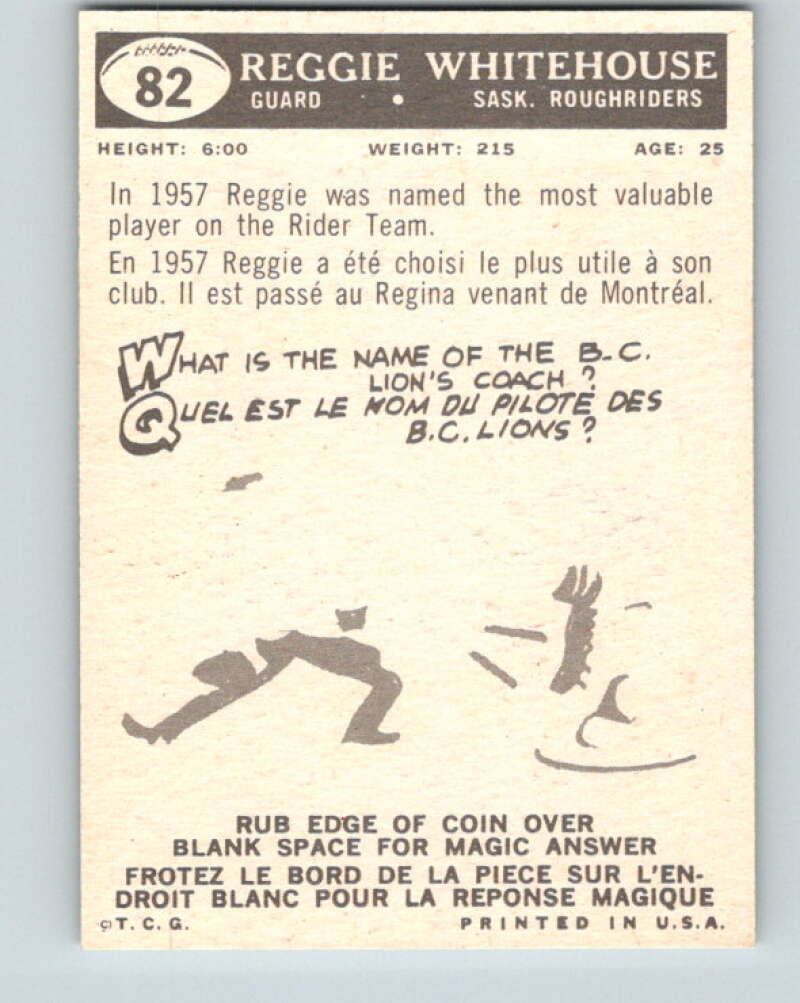 82
REGGIE WHITEHOUSE
GUARD • SASK. ROUGHRIDERS
HEIGHT: 6:00 WEIGHT: 215 AGE: 25
In 1957 Reggie was named the most valuable
player on the Rider Team.
En 1957 Reggie a été choisi le plus utile à son
club. Il est passé au Regina venant de Montréal.
WHAT IS THE NAME OF THE B.C.
LION'S COACH?
QUEL EST LE NOM DU PILOTE DES
B.C. LIONS?
RUB EDGE OF COIN OVER
BLANK SPACE FOR MAGIC ANSWER
FROTEZ LE BORD DE LA PIECE SUR L'EN-
DROIT BLANC POUR LA REPONSE MAGIQUE
©T. C. G. PRINTED IN U.S.A.